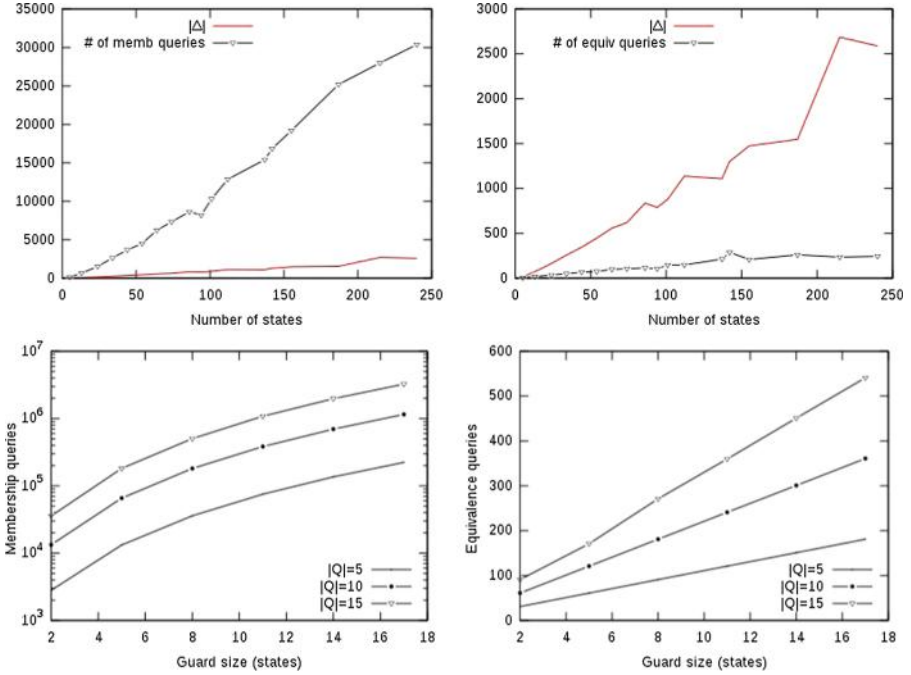 |Δ|
# of memb queries
35000
30000
25000
20000
15000
10000
5000
0
0 50 100 150 200 250
Number of states
|Δ|
# of equiv queries
3000
2500
2000
1500
1000
500
0
0 50 100 150 200 250
Number of states
Membership queries
10^7
10^6
10^5
10^4
10^3
|Q|=5
|Q|=10
|Q|=15
2 4 6 8 10 12 14 16 18
Guard size (states)
Equivalence queries
600
500
400
300
200
100
0
|Q|=5
|Q|=10
|Q|=15
2 4 6 8 10 12 14 16 18
Guard size (states)